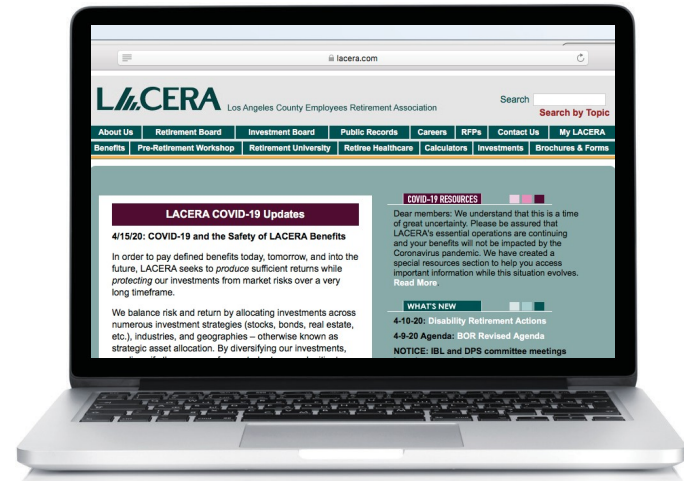 lacera.com
LACERA Los Angeles County Employees Retirement Association
Search
Search by Topic
About Us Retirement Board Investment Board Public Records Careers RFPs Contact Us My LACERA
Benefits Pre-Retirement Workshop Retirement University Retiree Healthcare Calculators Investments Brochures & Forms
LACERA COVID-19 Updates
4/15/20: COVID-19 and the Safety of LACERA Benefits
In order to pay defined benefits today, tomorrow, and into the
future, LACERA seeks to produce sufficient returns while
protecting our investments from market risks over a very
long timeframe.
We balance risk and return by allocating investments across
numerous investment strategies (stocks, bonds, real estate,
etc.), industries, and geographies – otherwise known as
strategic asset allocation. By diversifying our investments,
COVID-19 RESOURCES
Dear members: We understand that this is a time
of great uncertainty. Please be assured that
LACERA's essential operations are continuing
and your benefits will not be impacted by the
Coronavirus pandemic. We have created a
special resources section to help you access
important information while this situation evolves.
Read More.
WHAT'S NEW
4-10-20: Disability Retirement Actions
4-9-20 Agenda: BOR Revised Agenda
NOTICE: IBL and DPS committee meetings